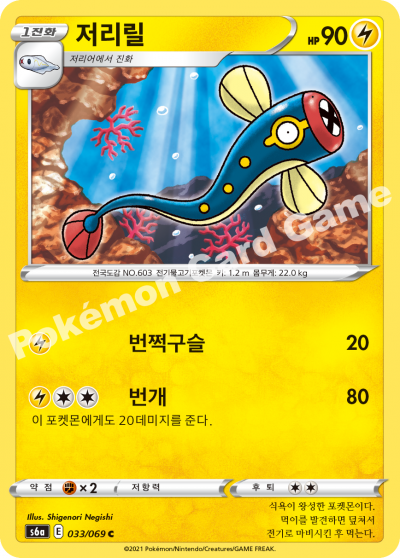 1진화
저리릴
HP 90
저리어에서 진화
전국도감 NO.603 전기물고기포켓몬 키: 1.2 m 몸무게: 22.0 kg
Pokémon Card Game
번쩍구슬 20
번개 80
이 포켓몬에게도 20데미지를 준다.
약점 ×2 저항력 후퇴
Illus. Shigenori Negishi
식욕이 왕성한 포켓몬이다.
먹이를 발견하면 덮쳐서
전기로 마비시킨 후 먹는다.
s6a E 033/069 C
©2021 Pokémon/Nintendo/Creatures/GAME FREAK.